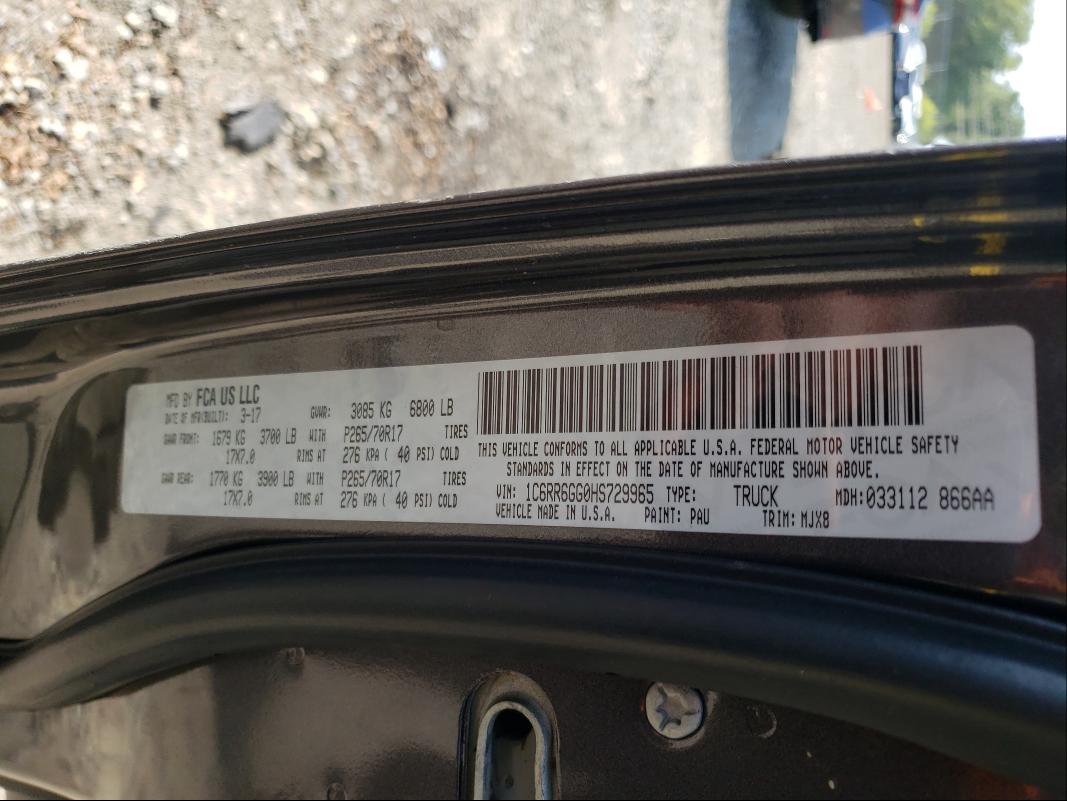 MFD BY FCA US LLC
DATE OF MFR(BUILT): 3-17 GVWR: 3085 KG 6800 LB
GAWR FRONT: 1679 KG 3700 LB WITH P265/70R17 TIRES
17X7.0 RIMS AT 276 KPA ( 40 PSI) COLD
GAWR REAR: 1770 KG 3900 LB WITH P265/70R17 TIRES
17X7.0 RIMS AT 276 KPA ( 40 PSI) COLD
THIS VEHICLE CONFORMS TO ALL APPLICABLE U.S.A. FEDERAL MOTOR VEHICLE SAFETY
STANDARDS IN EFFECT ON THE DATE OF MANUFACTURE SHOWN ABOVE.
VIN: 1C6RR6GG0HS729965 TYPE: TRUCK MDH: 033112 866AA
VEHICLE MADE IN U.S.A. PAINT: PAU TRIM: MJX8